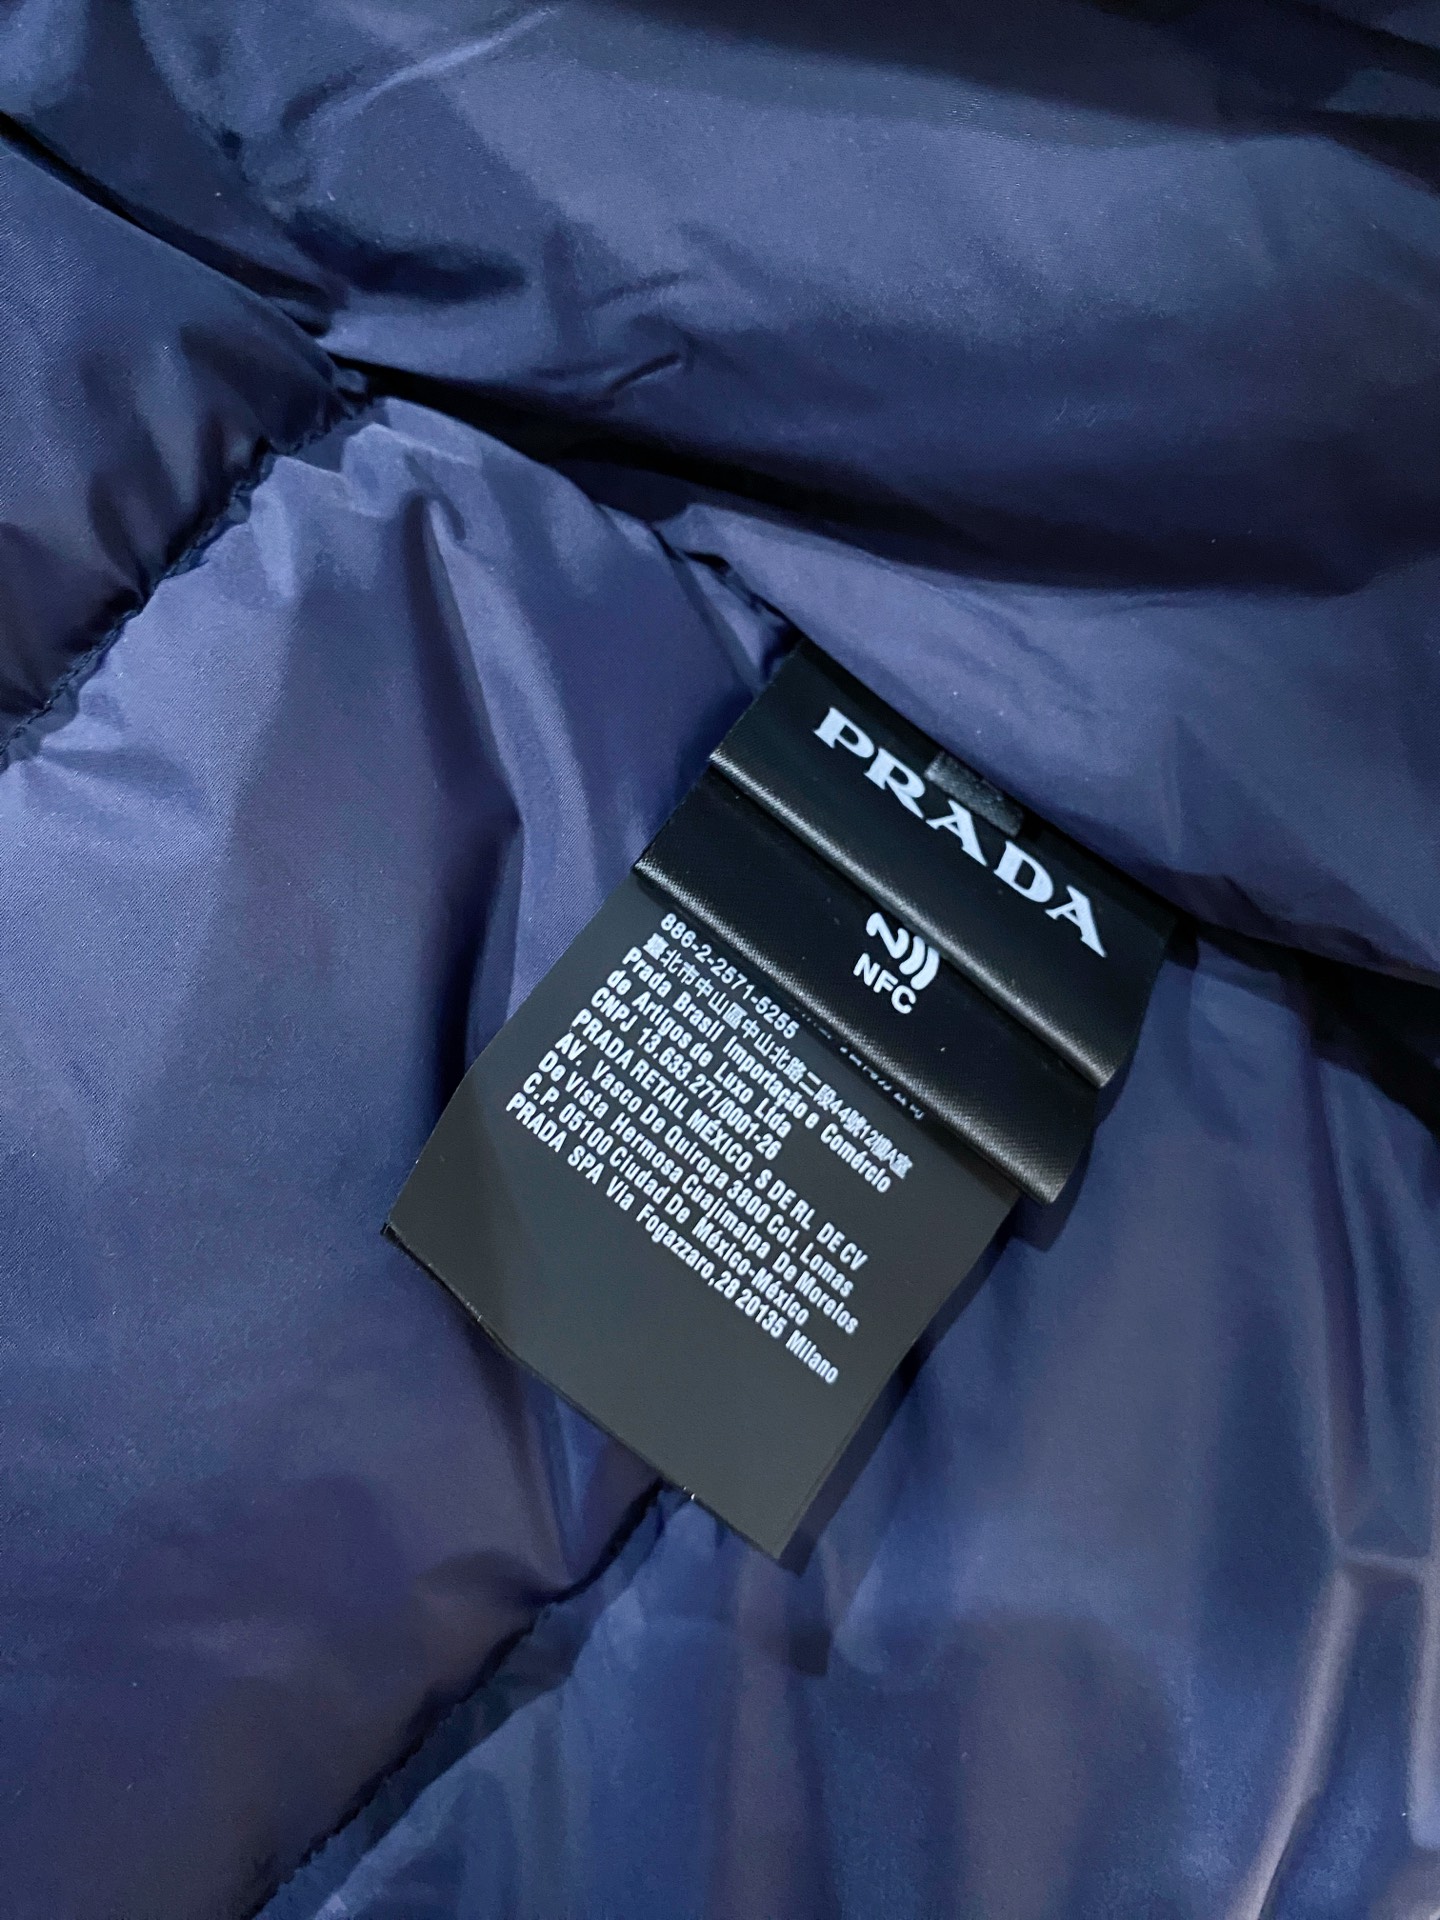 PRADA
NFC
886-2-2571-5255
臺北市中山區中山北路二段44號12樓A室
Prada Brasil Importação e Comércio
de Artigos de Luxo Ltda
CNPJ 13.633.271/0001-26
PRADA RETAIL MÉXICO, S DE RL DE CV
AV. Vasco De Quiroga 3800 Col. Lomas
De Vista Hermosa Cuajimalpa De Morelos
C.P. 05100 Ciudad De México-México
PRADA SPA Via Fogazzaro,28 20135 Milano